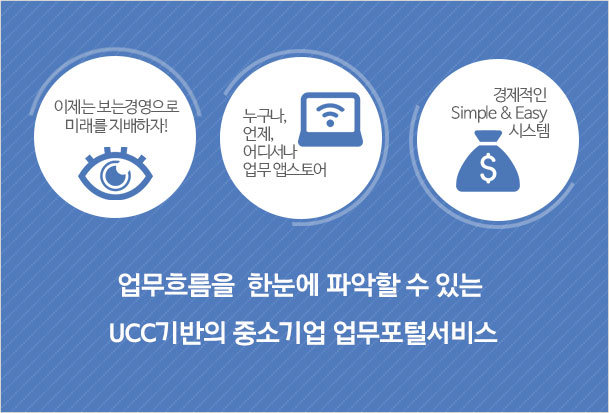 이제는 보는경영으로
미래를 지배하자!
누구나,
언제,
어디서나
업무 앱스토어
경제적인
Simple & Easy
시스템
$
업무흐름을 한눈에 파악할 수 있는
UCC기반의 중소기업 업무포털서비스